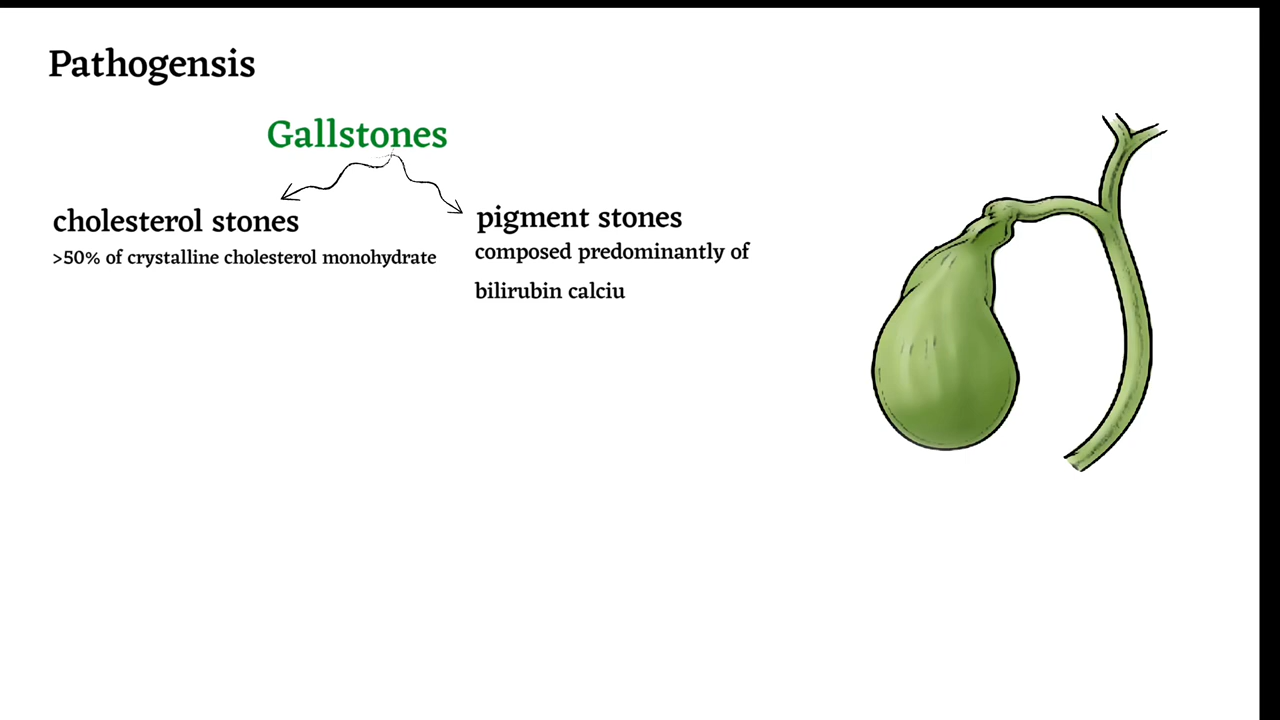 Pathogensis
Gallstones
cholesterol stones
>50% of crystalline cholesterol monohydrate
pigment stones
composed predominantly of
bilirubin calciu